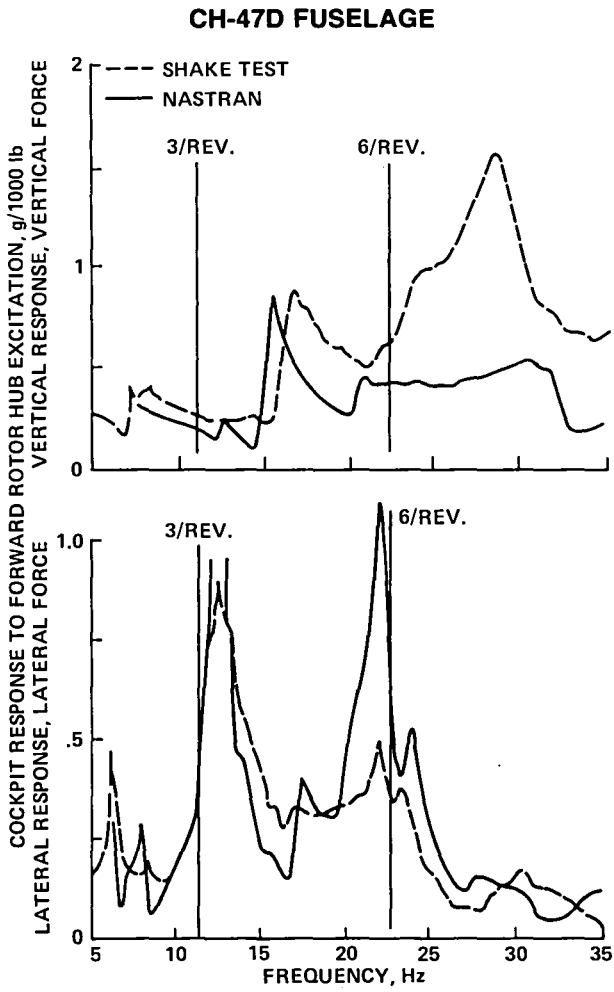 CH-47D FUSELAGE
COCKPIT RESPONSE TO FORWARD ROTOR HUB EXCITATION, g/1000 lb
VERTICAL RESPONSE, VERTICAL FORCE
2
1
0
SHAKE TEST
NASTRAN
3/REV.
6/REV.
LATERAL RESPONSE, LATERAL FORCE
1.0
.5
0
3/REV.
6/REV.
5 10 15 20 25 30 35
FREQUENCY, Hz